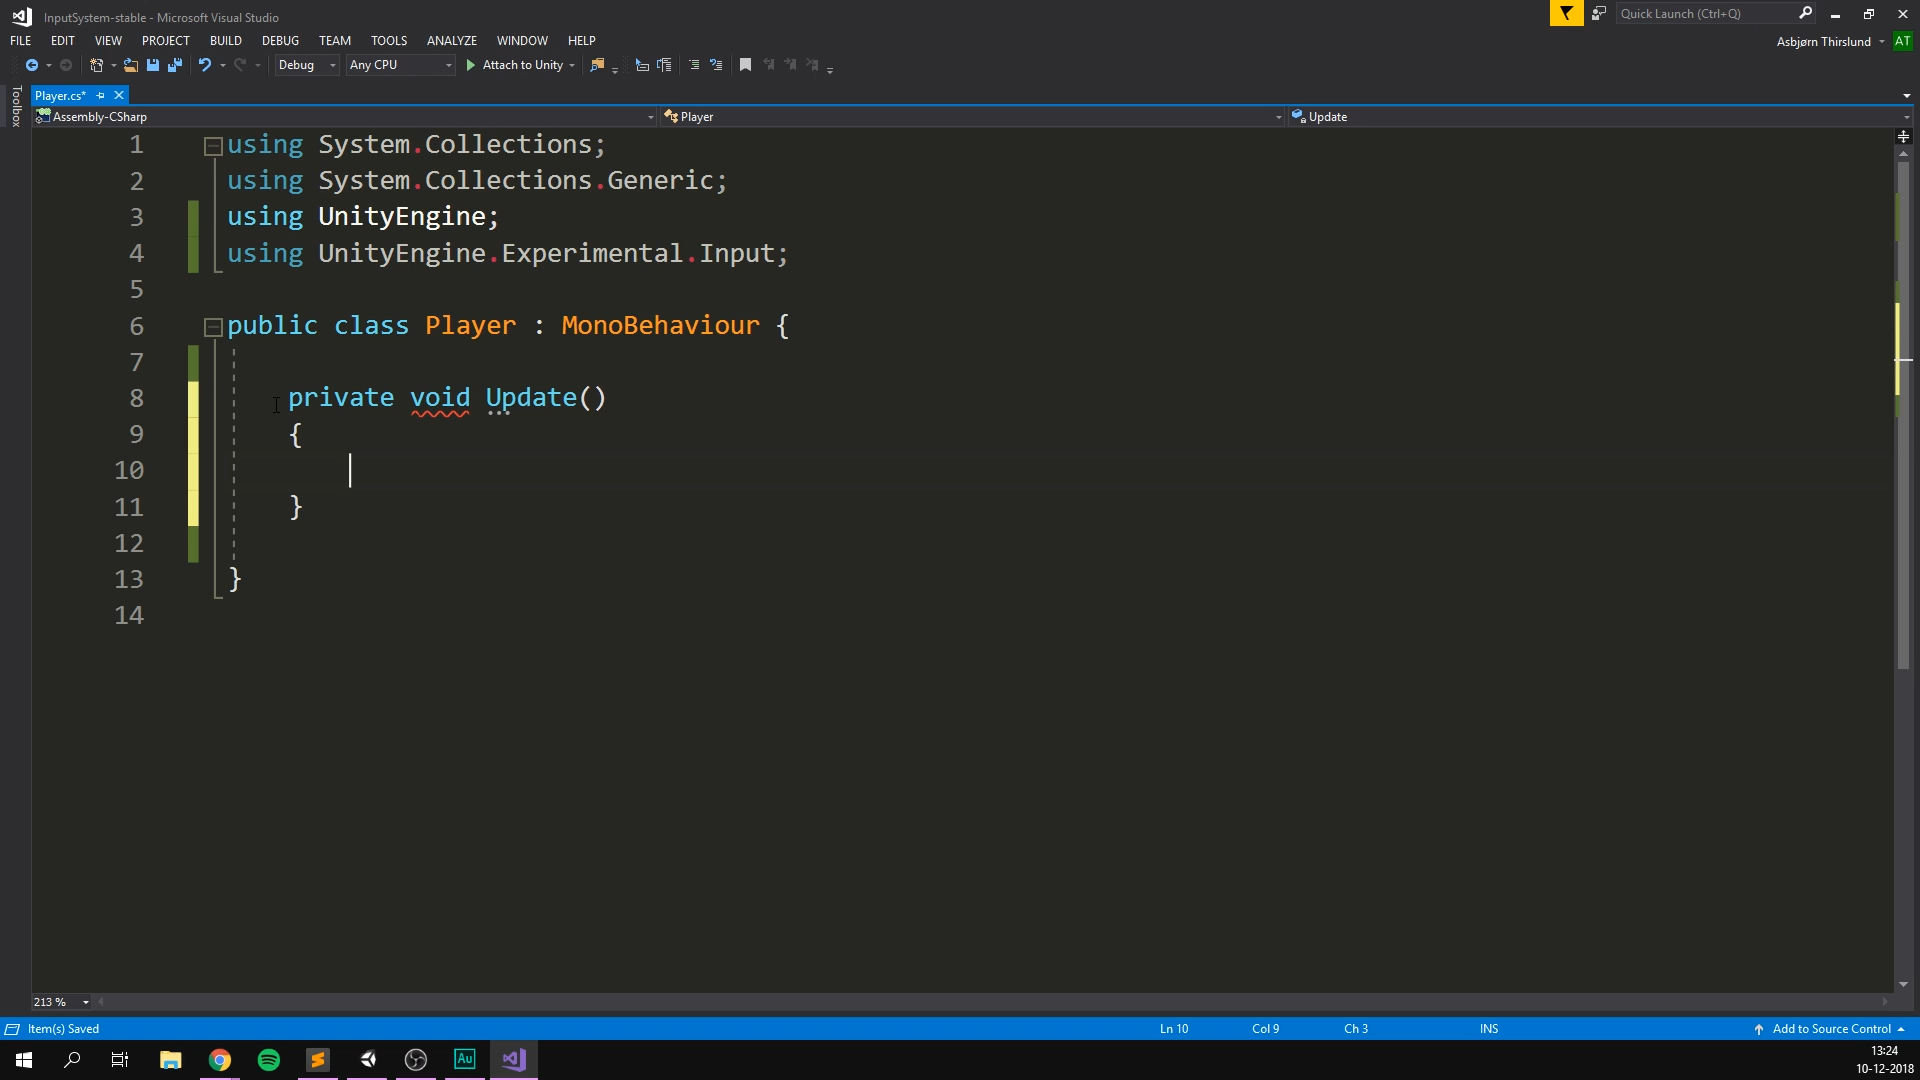 InputSystem-stable - Microsoft Visual Studio
Quick Launch (Ctrl+Q)
FILE EDIT VIEW PROJECT BUILD DEBUG TEAM TOOLS ANALYZE WINDOW HELP
Asbjørn Thirslund AT
Debug Any CPU Attach to Unity
Toolbox
Player.cs*
Assembly-CSharp Player Update
1 using System.Collections;
2 using System.Collections.Generic;
3 using UnityEngine;
4 using UnityEngine.Experimental.Input;
5
6 public class Player : MonoBehaviour {
7
8 private void Update()
9 {
10
11 }
12
13 }
14
213 %
Item(s) Saved Ln 10 Col 9 Ch 3 INS Add to Source Control
Au
13:24
10-12-2018